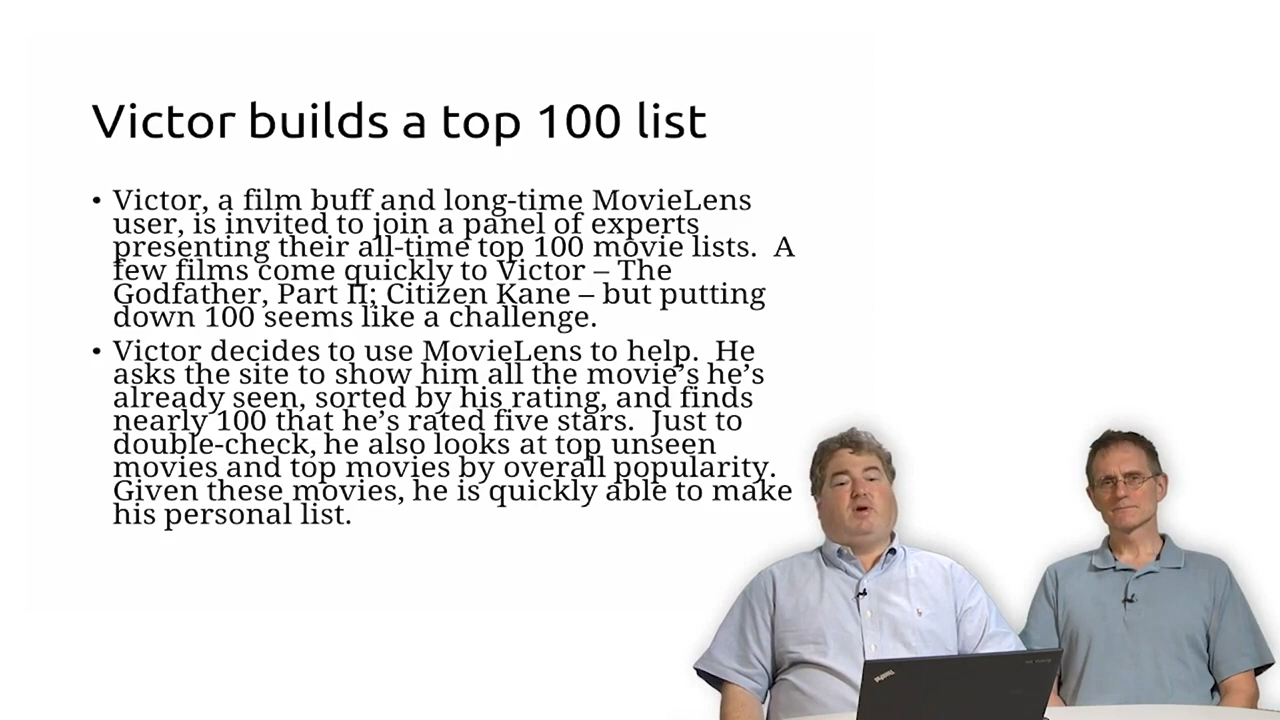 Victor builds a top 100 list
• Victor, a film buff and long-time MovieLens
user, is invited to join a panel of experts
presenting their all-time top 100 movie lists.  A
few films come quickly to Victor – The
Godfather, Part II; Citizen Kane – but putting
down 100 seems like a challenge.
• Victor decides to use MovieLens to help.  He
asks the site to show him all the movie’s he’s
already seen, sorted by his rating, and finds
nearly 100 that he’s rated five stars.  Just to
double-check, he also looks at top unseen
movies and top movies by overall popularity.
Given these movies, he is quickly able to make
his personal list.
ThinkPad